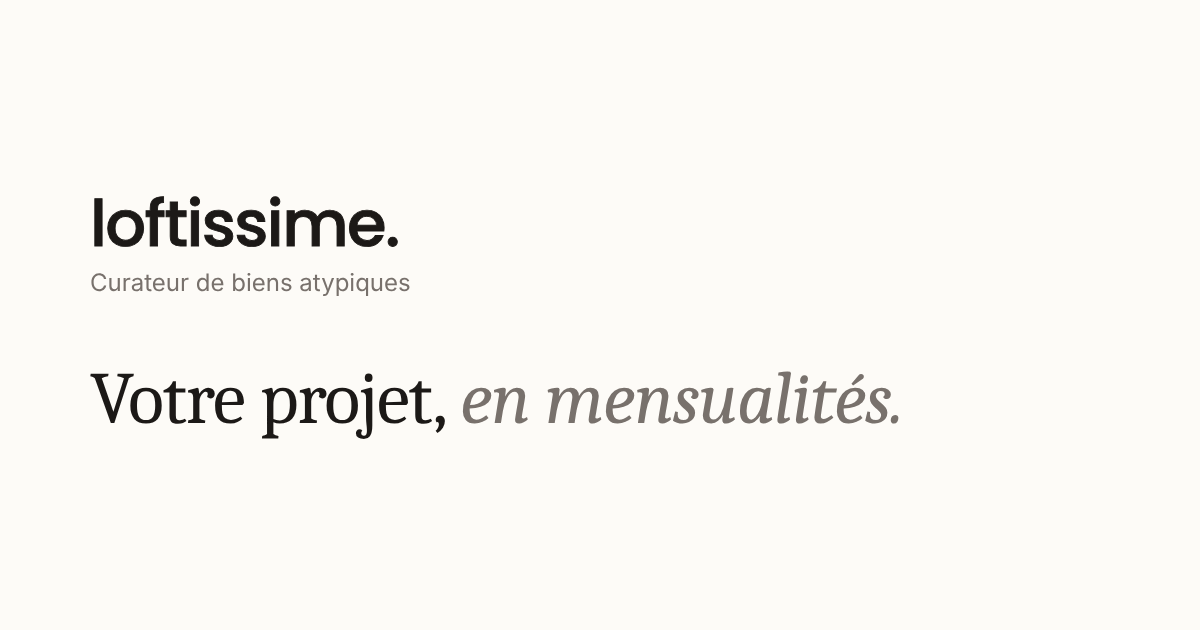 loftissime.
Curateur de biens atypiques
Votre projet, en mensualités.